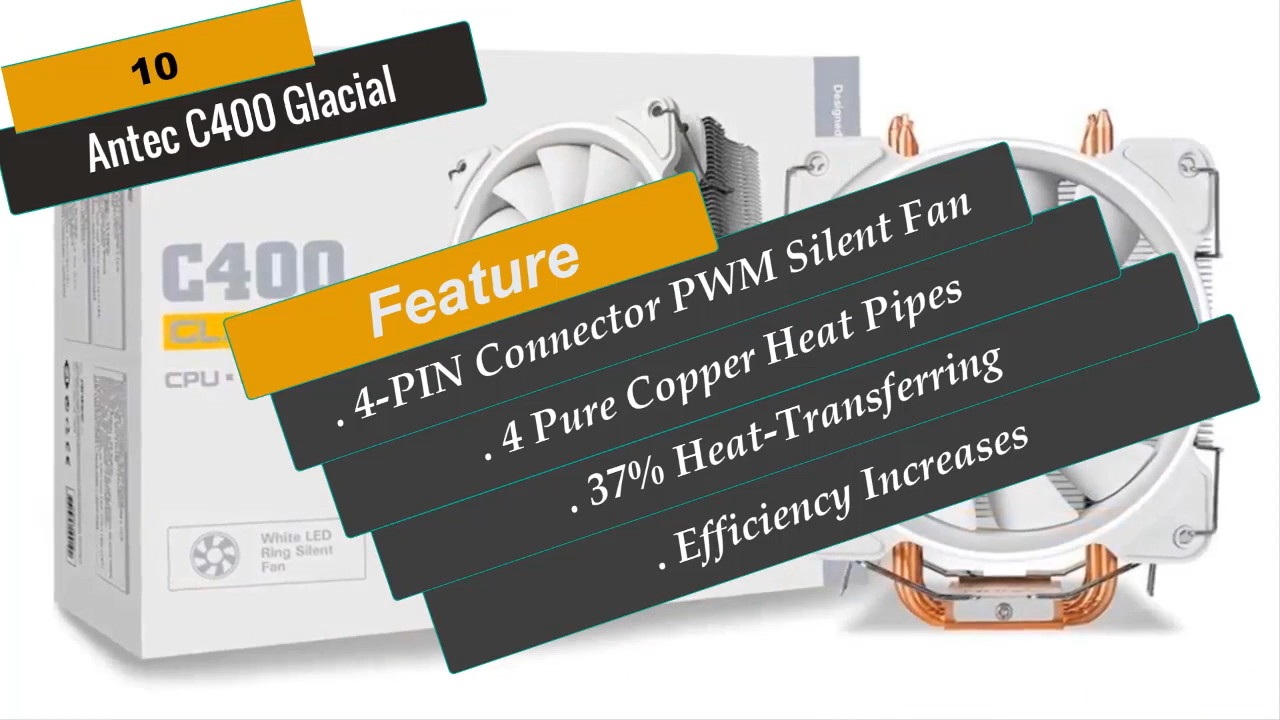 10
Antec C400 Glacial
Designed
C400
CPU
Feature
. 4-PIN Connector PWM Silent Fan
. 4 Pure Copper Heat Pipes
. 37% Heat-Transferring
. Efficiency Increases
White LED
Ring Silent
Fan